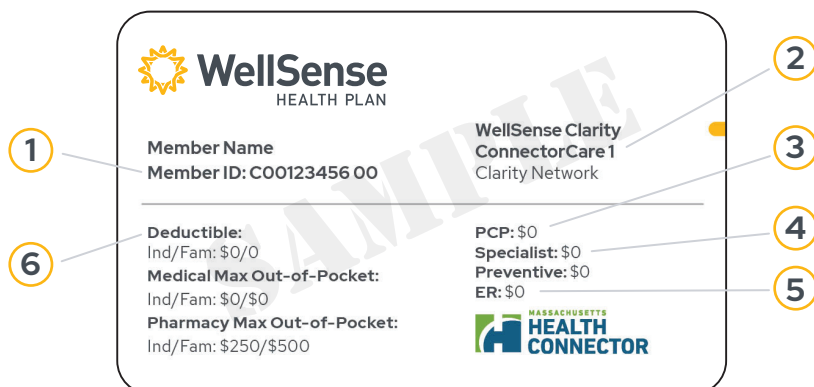 WellSense
HEALTH PLAN
SAMPLE
1
2
3
4
5
6
Member Name
Member ID: C00123456 00
WellSense Clarity
ConnectorCare 1
Clarity Network
Deductible:
Ind/Fam: $0/0
Medical Max Out-of-Pocket:
Ind/Fam: $0/$0
Pharmacy Max Out-of-Pocket:
Ind/Fam: $250/$500
PCP: $0
Specialist: $0
Preventive: $0
ER: $0
MASSACHUSETTS
HEALTH
CONNECTOR